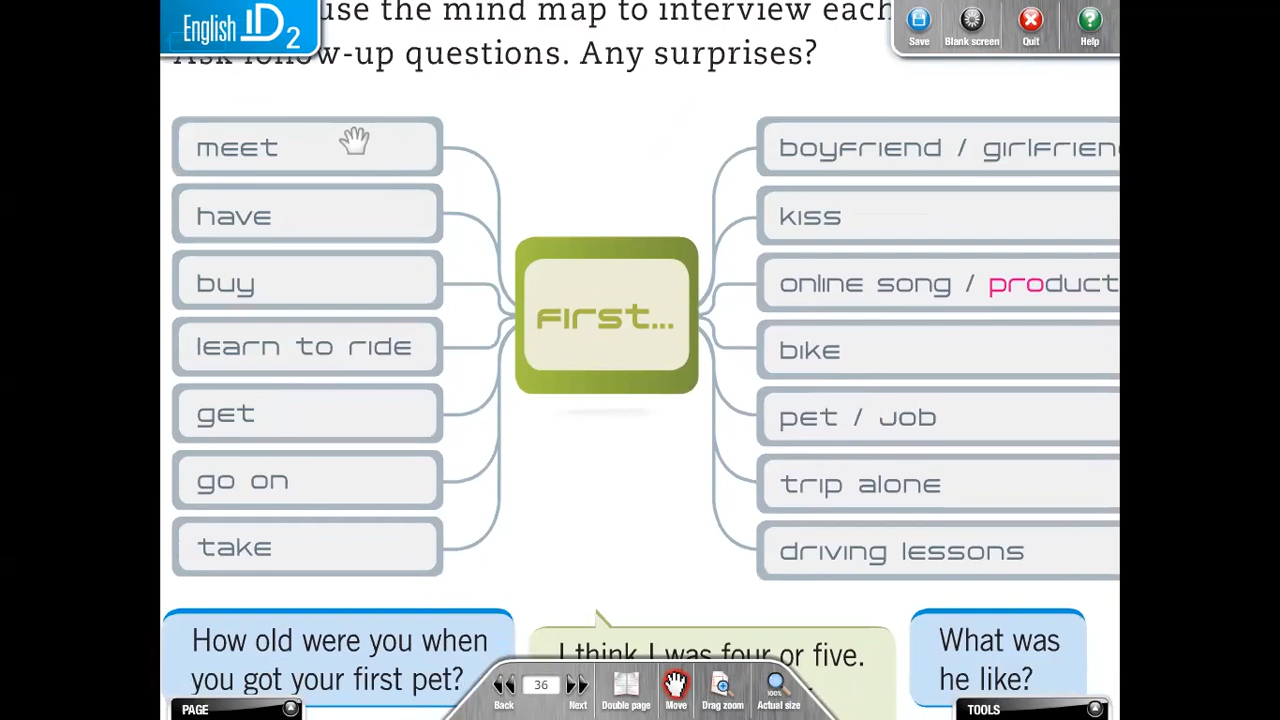 English ID 2
use the mind map to interview each
Ask follow-up questions. Any surprises?
Save
Blank screen
Quit
Help
meet
have
buy
learn to ride
get
go on
take
FIRST...
boyfriend / girlfrien
kiss
online song / product
bike
pet / job
trip alone
driving lessons
How old were you when
you got your first pet?
I think I was four or five.
What was
he like?
PAGE
Back
36
Next
Double page
Move
Drag zoom
100%
Actual size
TOOLS